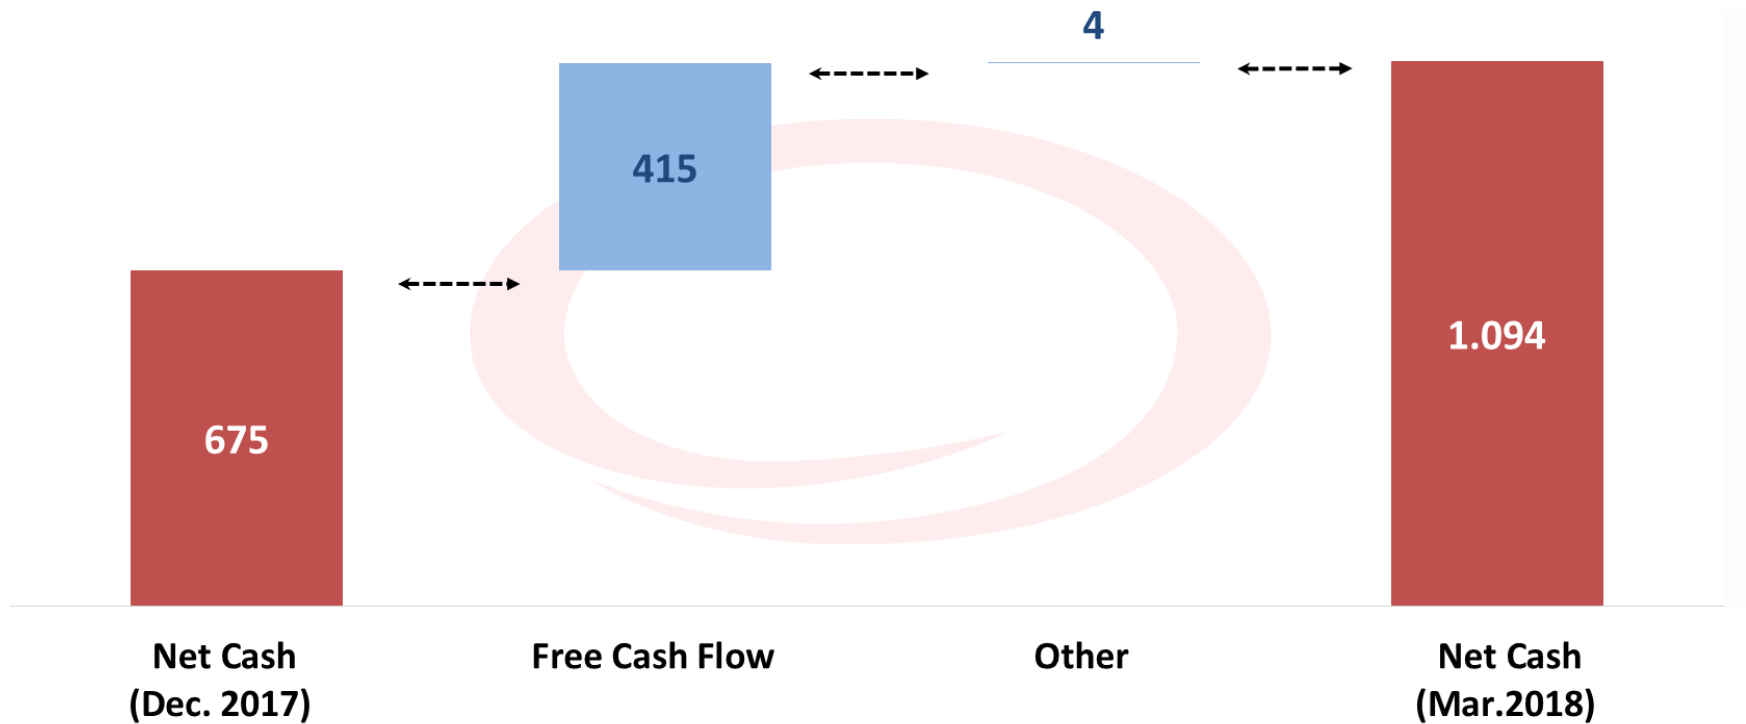 4
415
1.094
675
Net Cash
(Dec. 2017)
Free Cash Flow
Other
Net Cash
(Mar.2018)